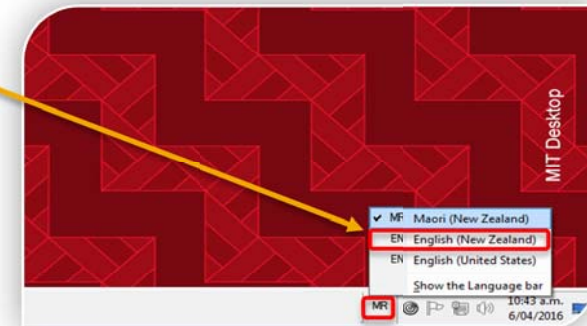 MIT Desktop
✔ MR Maori (New Zealand)
EN English (New Zealand)
EN English (United States)
Show the Language bar
MR
10:43 a.m.
6/04/2016